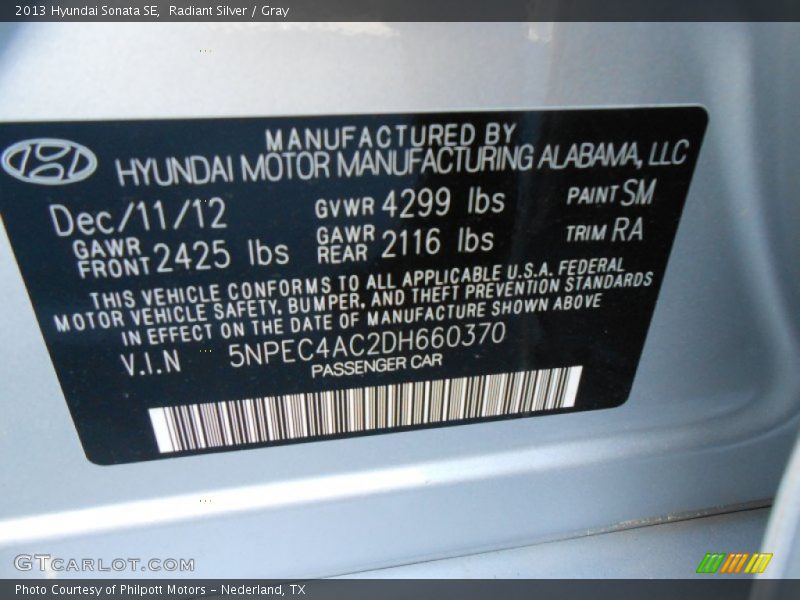 2013 Hyundai Sonata SE, Radiant Silver / Gray
MANUFACTURED BY
HYUNDAI MOTOR MANUFACTURING ALABAMA, LLC
Dec/11/12 GVWR 4299 lbs PAINT SM
GAWR FRONT 2425 lbs GAWR REAR 2116 lbs TRIM RA
THIS VEHICLE CONFORMS TO ALL APPLICABLE U.S.A. FEDERAL
MOTOR VEHICLE SAFETY, BUMPER, AND THEFT PREVENTION STANDARDS
IN EFFECT ON THE DATE OF MANUFACTURE SHOWN ABOVE
V.I.N 5NPEC4AC2DH660370
PASSENGER CAR
GTCARLOT.COM
Photo Courtesy of Philpott Motors - Nederland, TX